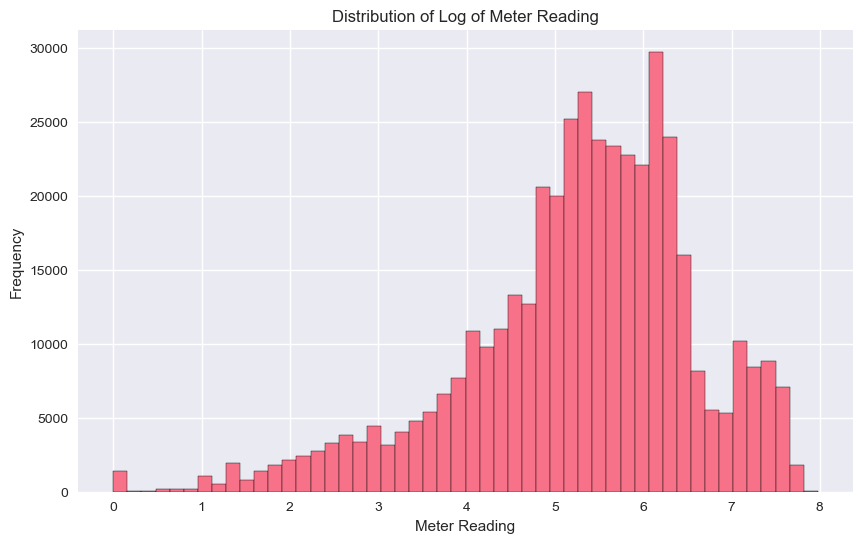 Distribution of Log of Meter Reading
30000
25000
20000
15000
10000
5000
0
Frequency
0 1 2 3 4 5 6 7 8
Meter Reading